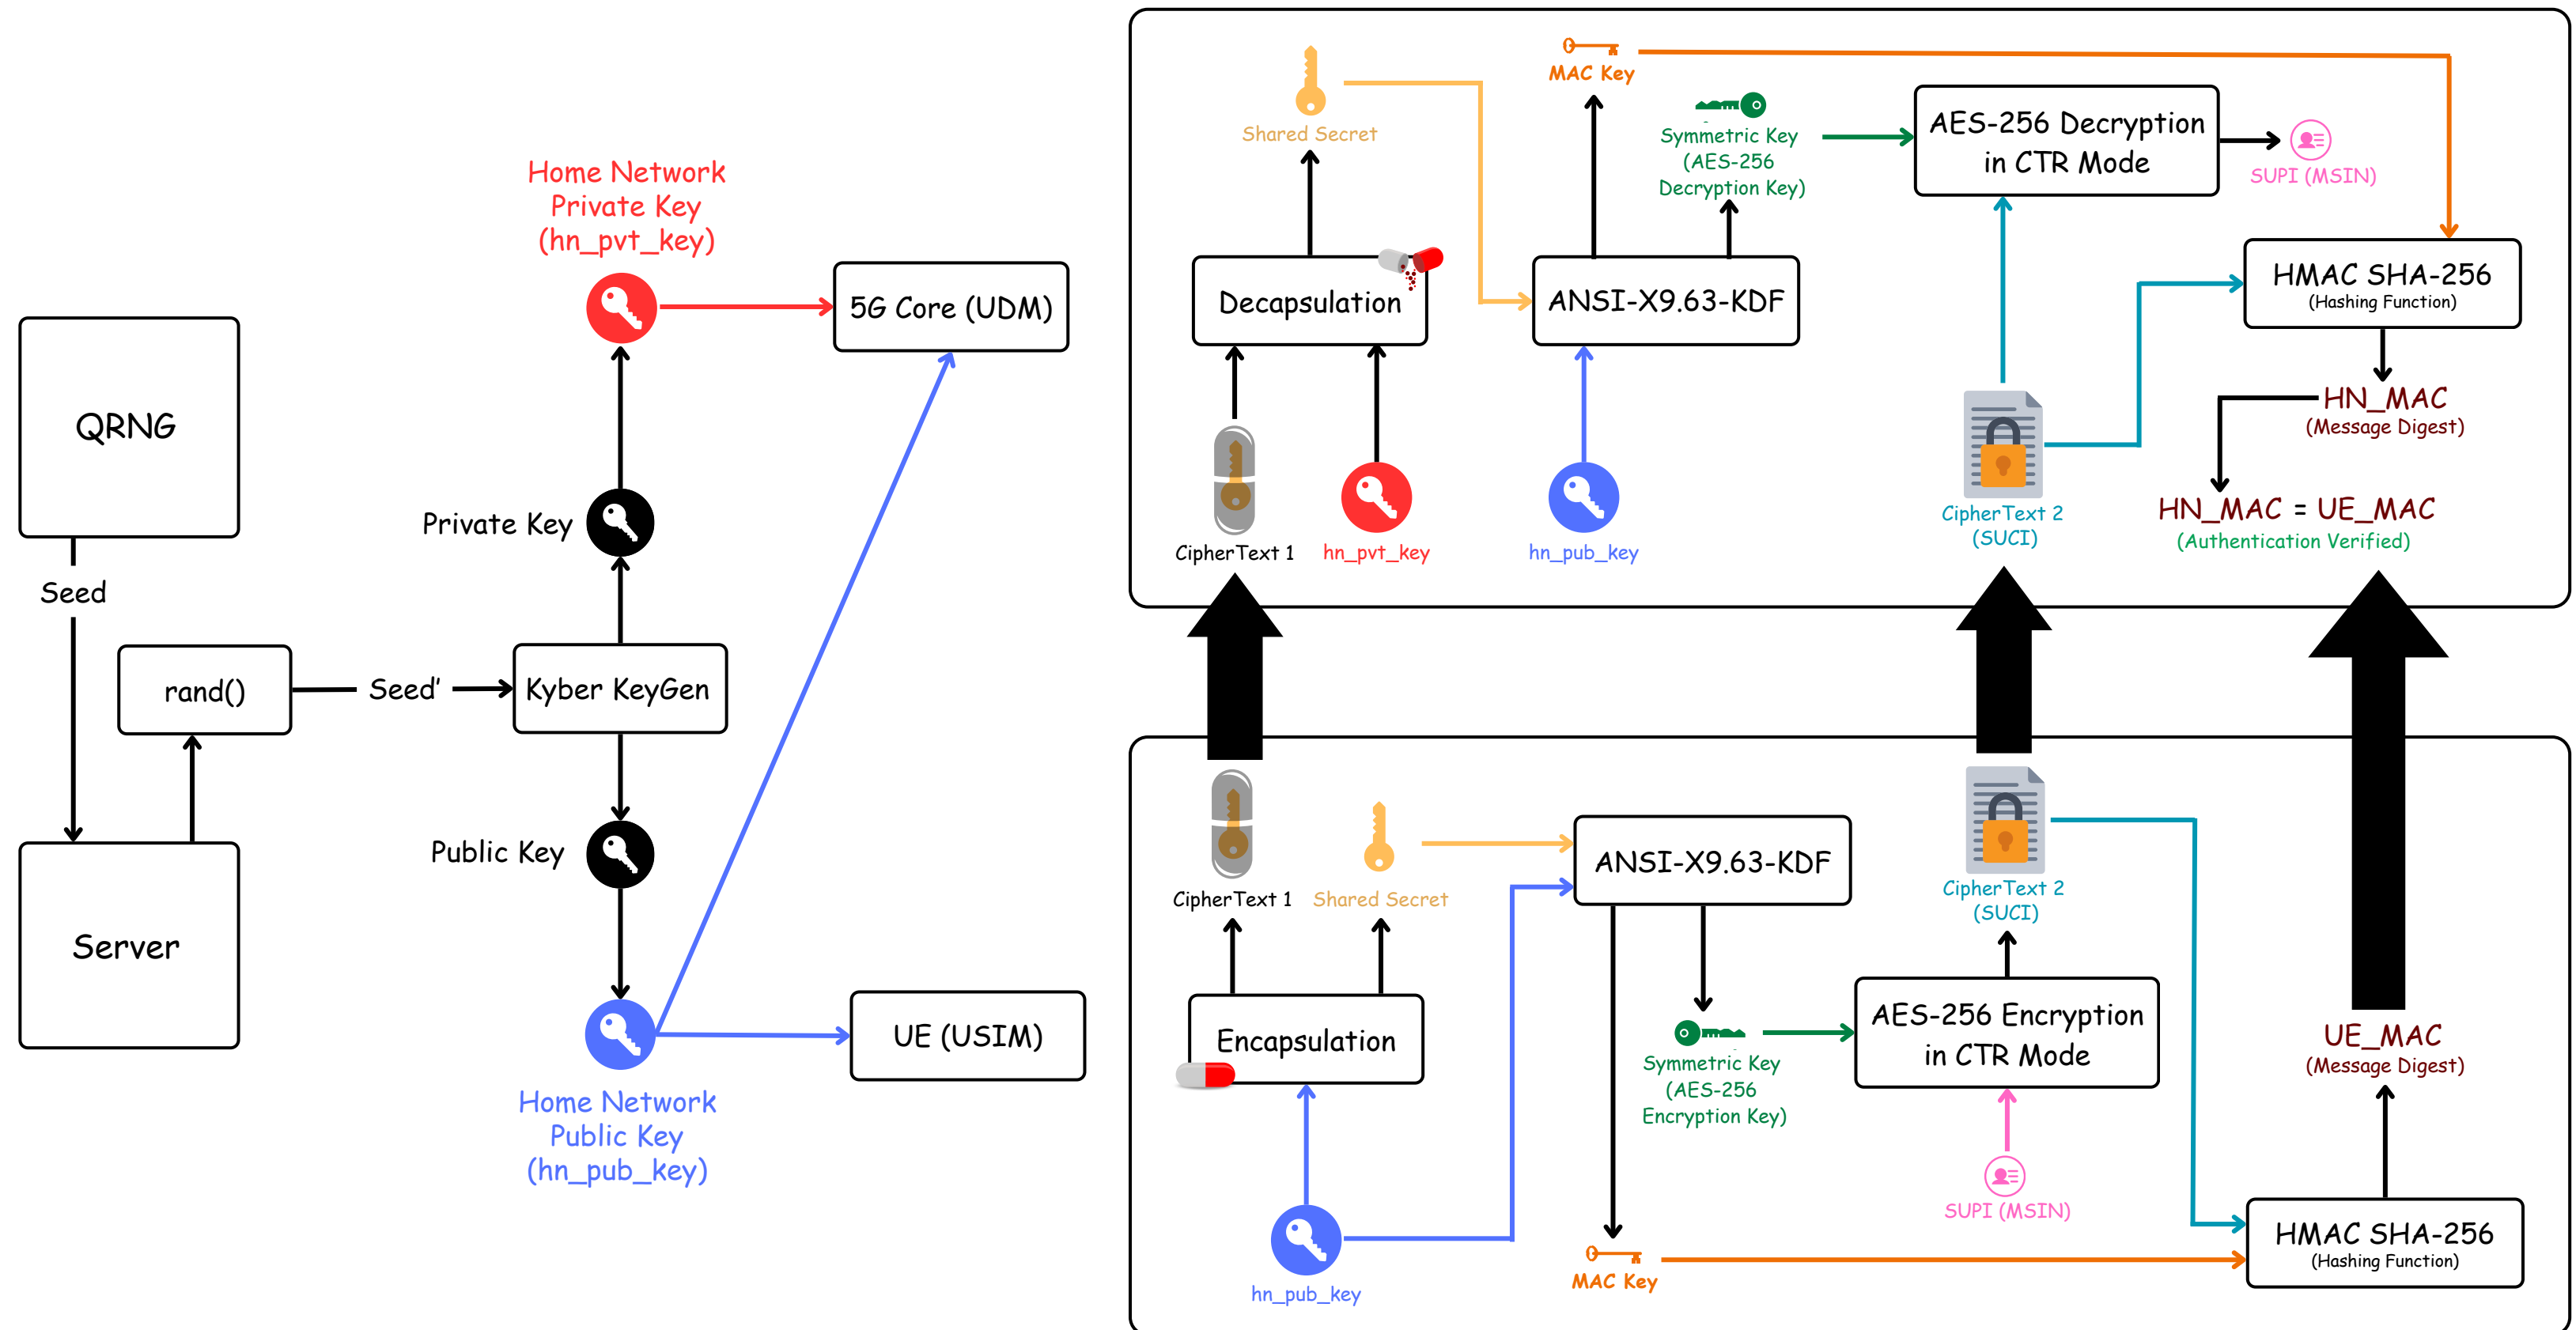 QRNG
Seed
rand()
Seed’
Server
Kyber KeyGen
Private Key
Public Key
Home Network
Private Key
(hn_pvt_key)
5G Core (UDM)
Home Network
Public Key
(hn_pub_key)
UE (USIM)
Shared Secret
MAC Key
Symmetric Key
(AES-256
Decryption Key)
AES-256 Decryption
in CTR Mode
SUPI (MSIN)
Decapsulation
ANSI-X9.63-KDF
HMAC SHA-256
(Hashing Function)
HN_MAC
(Message Digest)
CipherText 1
hn_pvt_key
hn_pub_key
CipherText 2
(SUCI)
HN_MAC = UE_MAC
(Authentication Verified)
CipherText 1
Shared Secret
ANSI-X9.63-KDF
CipherText 2
(SUCI)
Encapsulation
Symmetric Key
(AES-256
Encryption Key)
AES-256 Encryption
in CTR Mode
UE_MAC
(Message Digest)
SUPI (MSIN)
HMAC SHA-256
(Hashing Function)
hn_pub_key
MAC Key